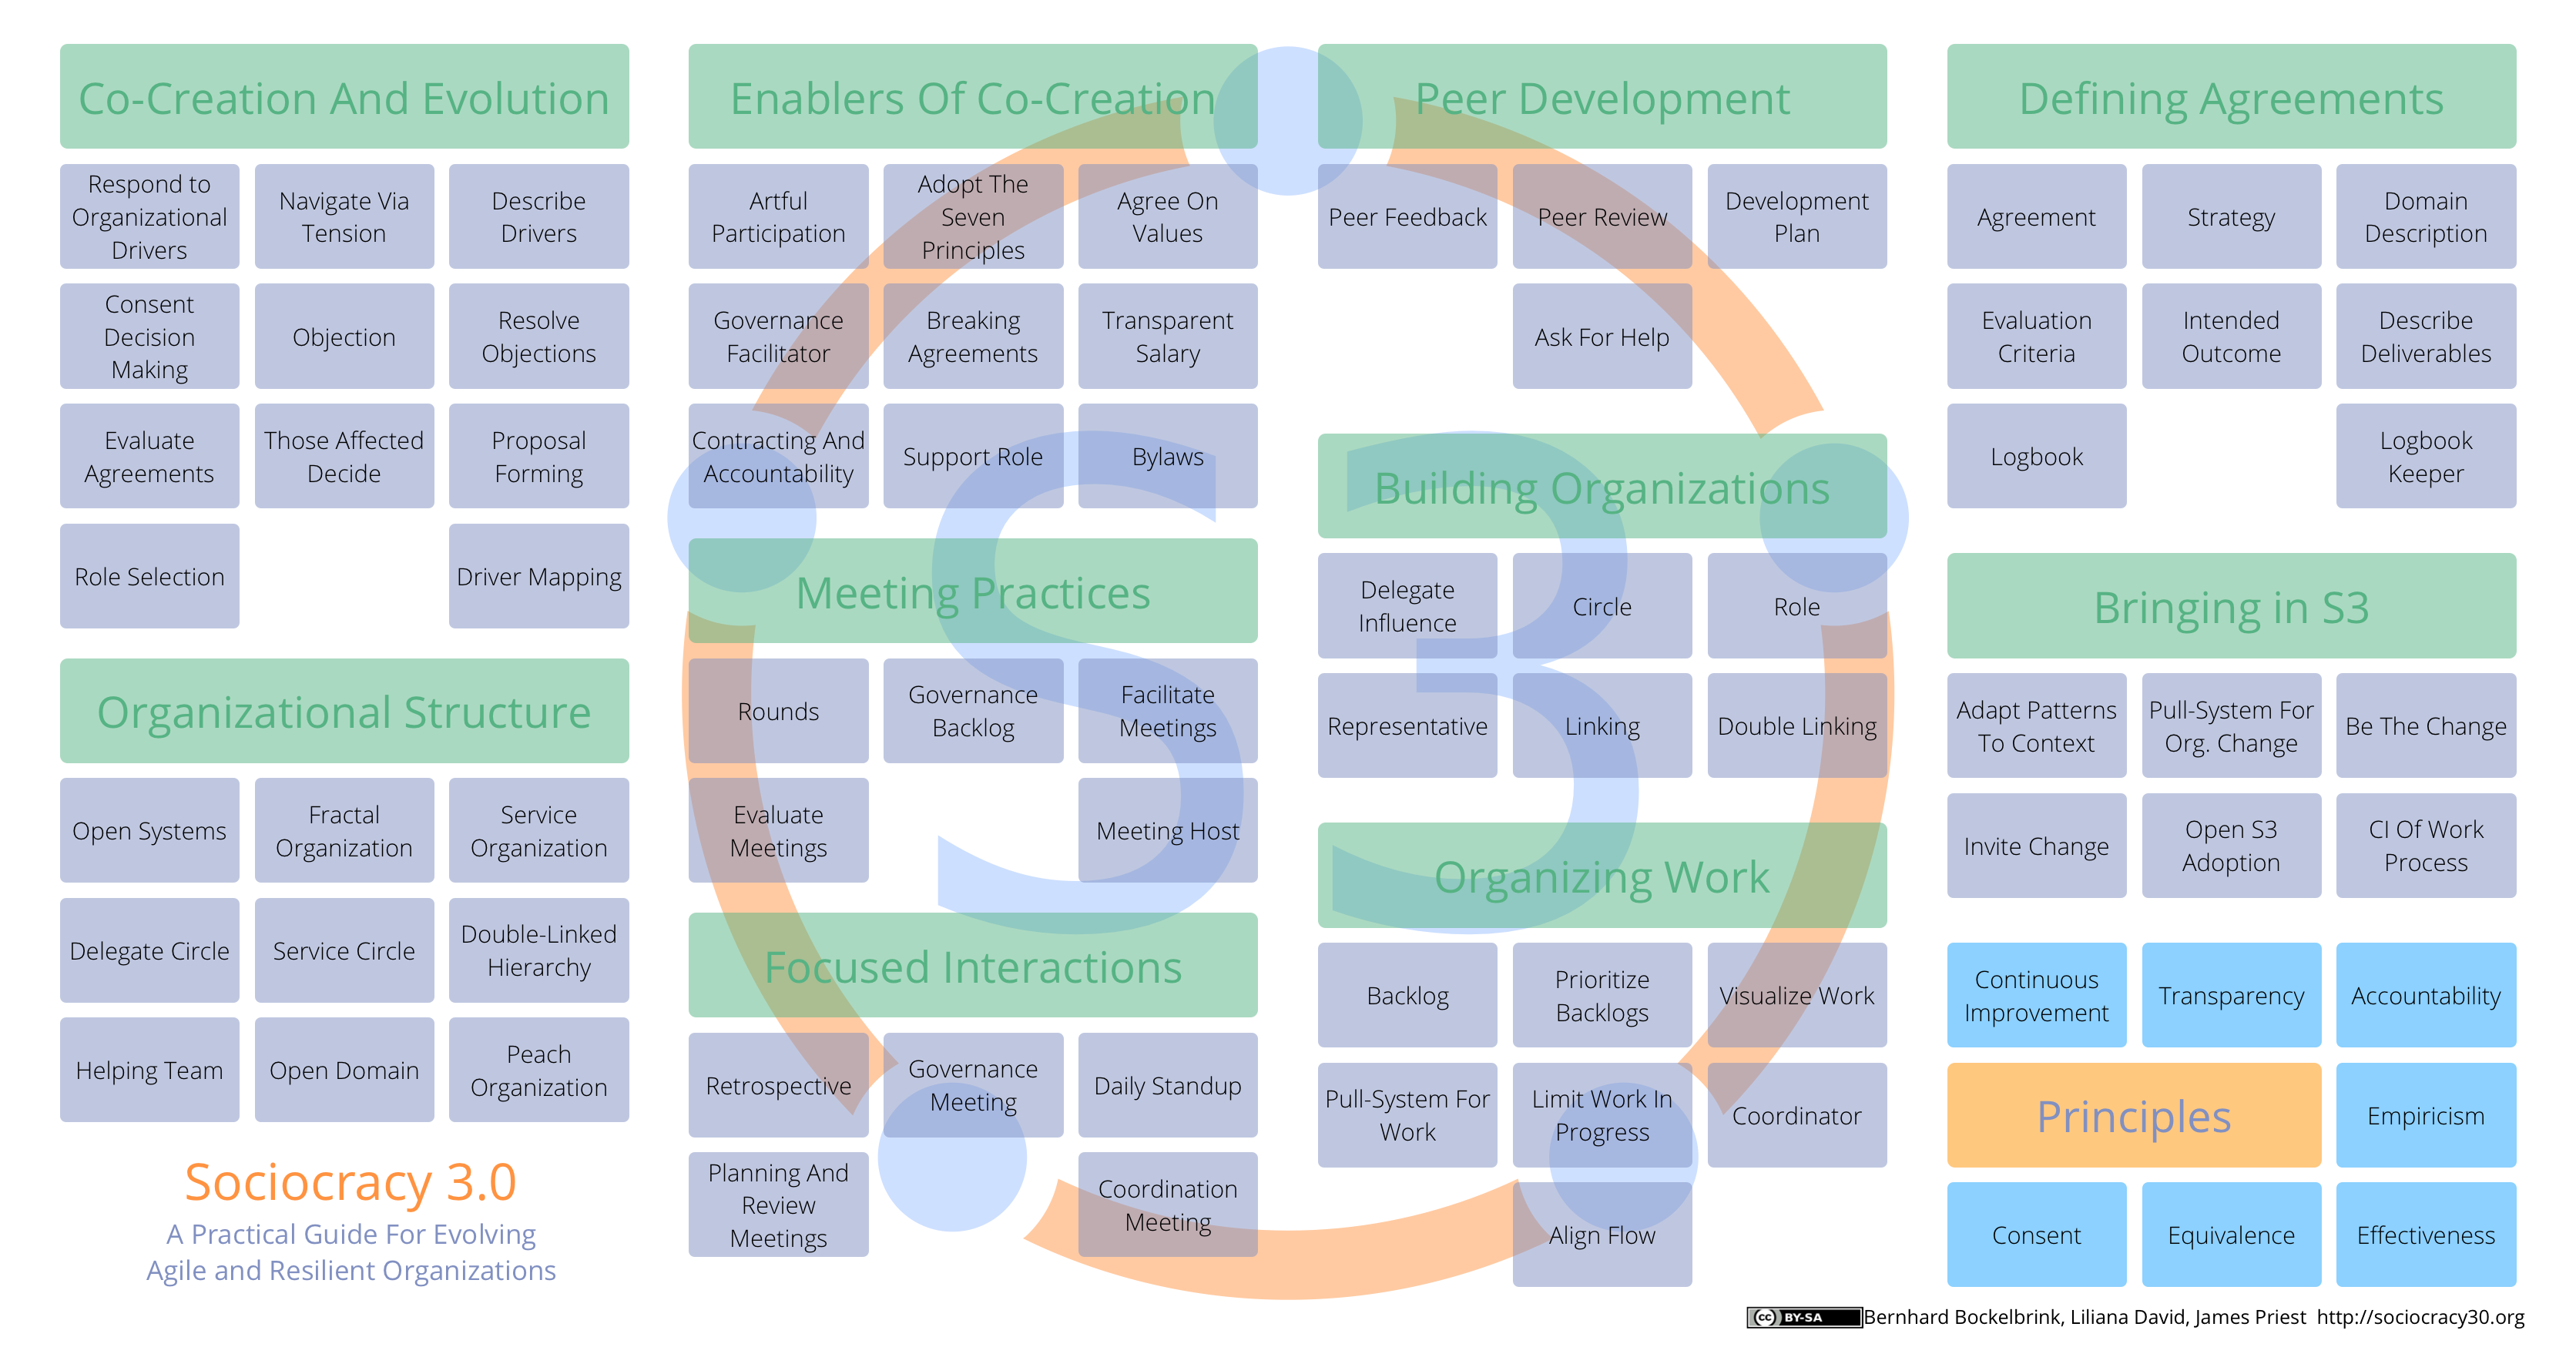 Co-Creation And Evolution
Respond to
Organizational
Drivers
Navigate Via
Tension
Describe
Drivers
Consent
Decision
Making
Objection
Resolve
Objections
Evaluate
Agreements
Those Affected
Decide
Proposal
Forming
Role Selection
Driver Mapping
Organizational Structure
Open Systems
Fractal
Organization
Service
Organization
Delegate Circle
Service Circle
Double-Linked
Hierarchy
Helping Team
Open Domain
Peach
Organization
Sociocracy 3.0
A Practical Guide For Evolving
Agile and Resilient Organizations
Enablers Of Co-Creation
Artful
Participation
Adopt The
Seven
Principles
Agree On
Values
Governance
Facilitator
Breaking
Agreements
Transparent
Salary
Contracting And
Accountability
Support Role
Bylaws
Meeting Practices
Rounds
Governance
Backlog
Facilitate
Meetings
Evaluate
Meetings
Meeting Host
Focused Interactions
Retrospective
Governance
Meeting
Daily Standup
Planning And
Review
Meetings
Coordination
Meeting
Peer Development
Peer Feedback
Peer Review
Development
Plan
Ask For Help
Building Organizations
Delegate
Influence
Circle
Role
Representative
Linking
Double Linking
Organizing Work
Backlog
Prioritize
Backlogs
Visualize Work
Pull-System For
Work
Limit Work In
Progress
Coordinator
Align Flow
Defining Agreements
Agreement
Strategy
Domain
Description
Evaluation
Criteria
Intended
Outcome
Describe
Deliverables
Logbook
Logbook
Keeper
Bringing in S3
Adapt Patterns
To Context
Pull-System For
Org. Change
Be The Change
Invite Change
Open S3
Adoption
CI Of Work
Process
Continuous
Improvement
Transparency
Accountability
Principles
Empiricism
Consent
Equivalence
Effectiveness
S3
cc BY-SA
Bernhard Bockelbrink, Liliana David, James Priest http://sociocracy30.org